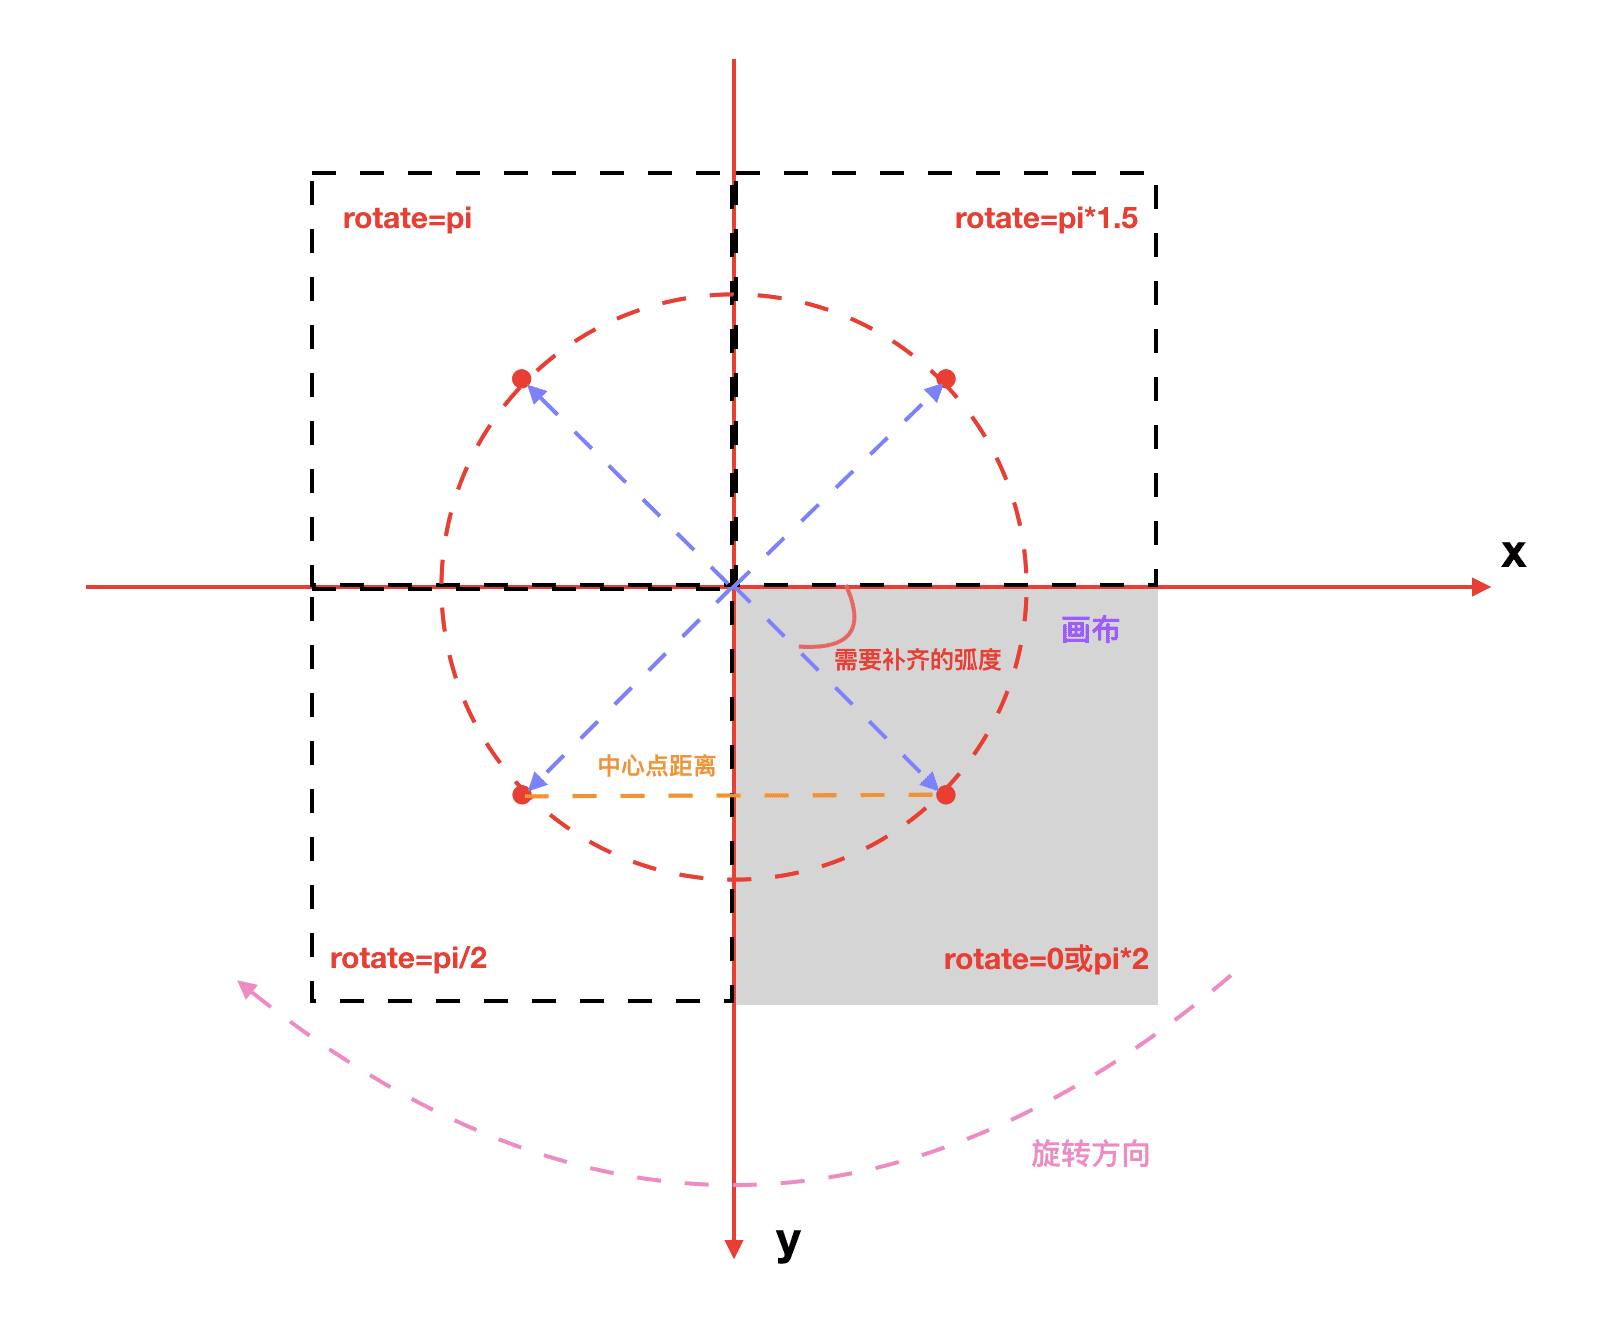 rotate=pi
rotate=pi*1.5
x
画布
需要补齐的弧度
中心点距离
rotate=pi/2
rotate=0或pi*2
旋转方向
y